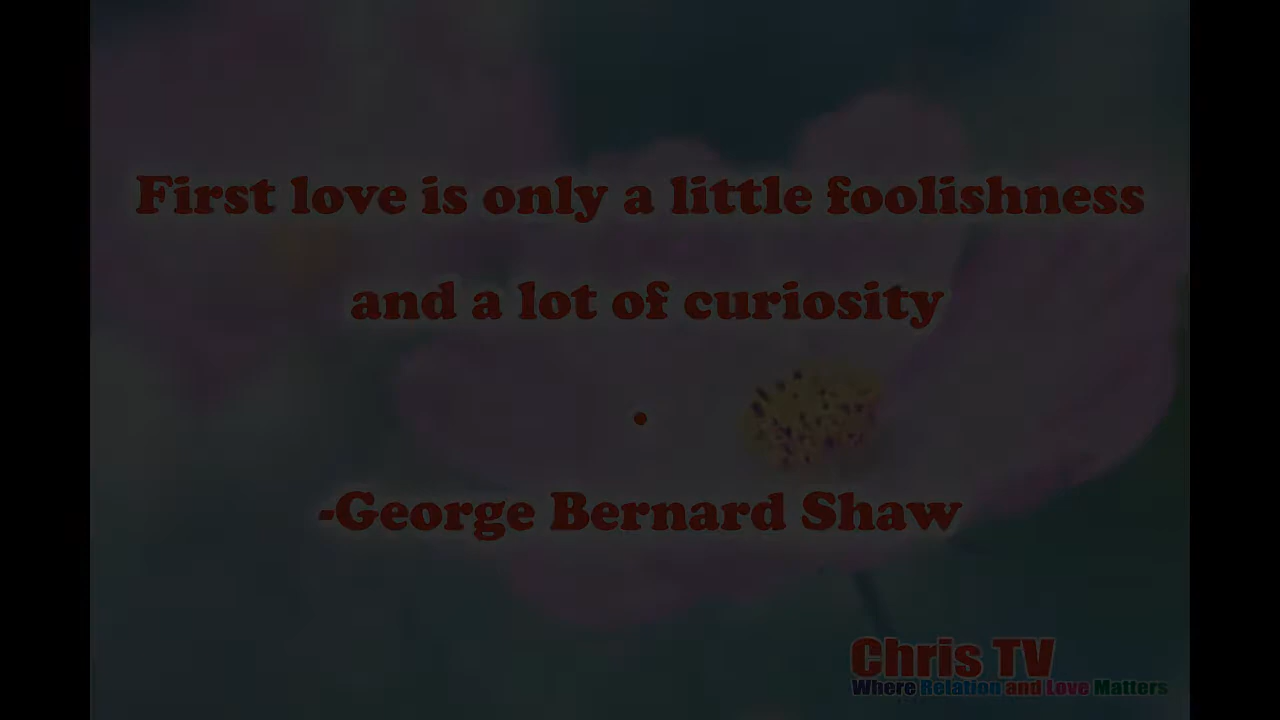 First love is only a little foolishness
and a lot of curiosity
.
-George Bernard Shaw
Chris TV
Where Relation and Love Matters